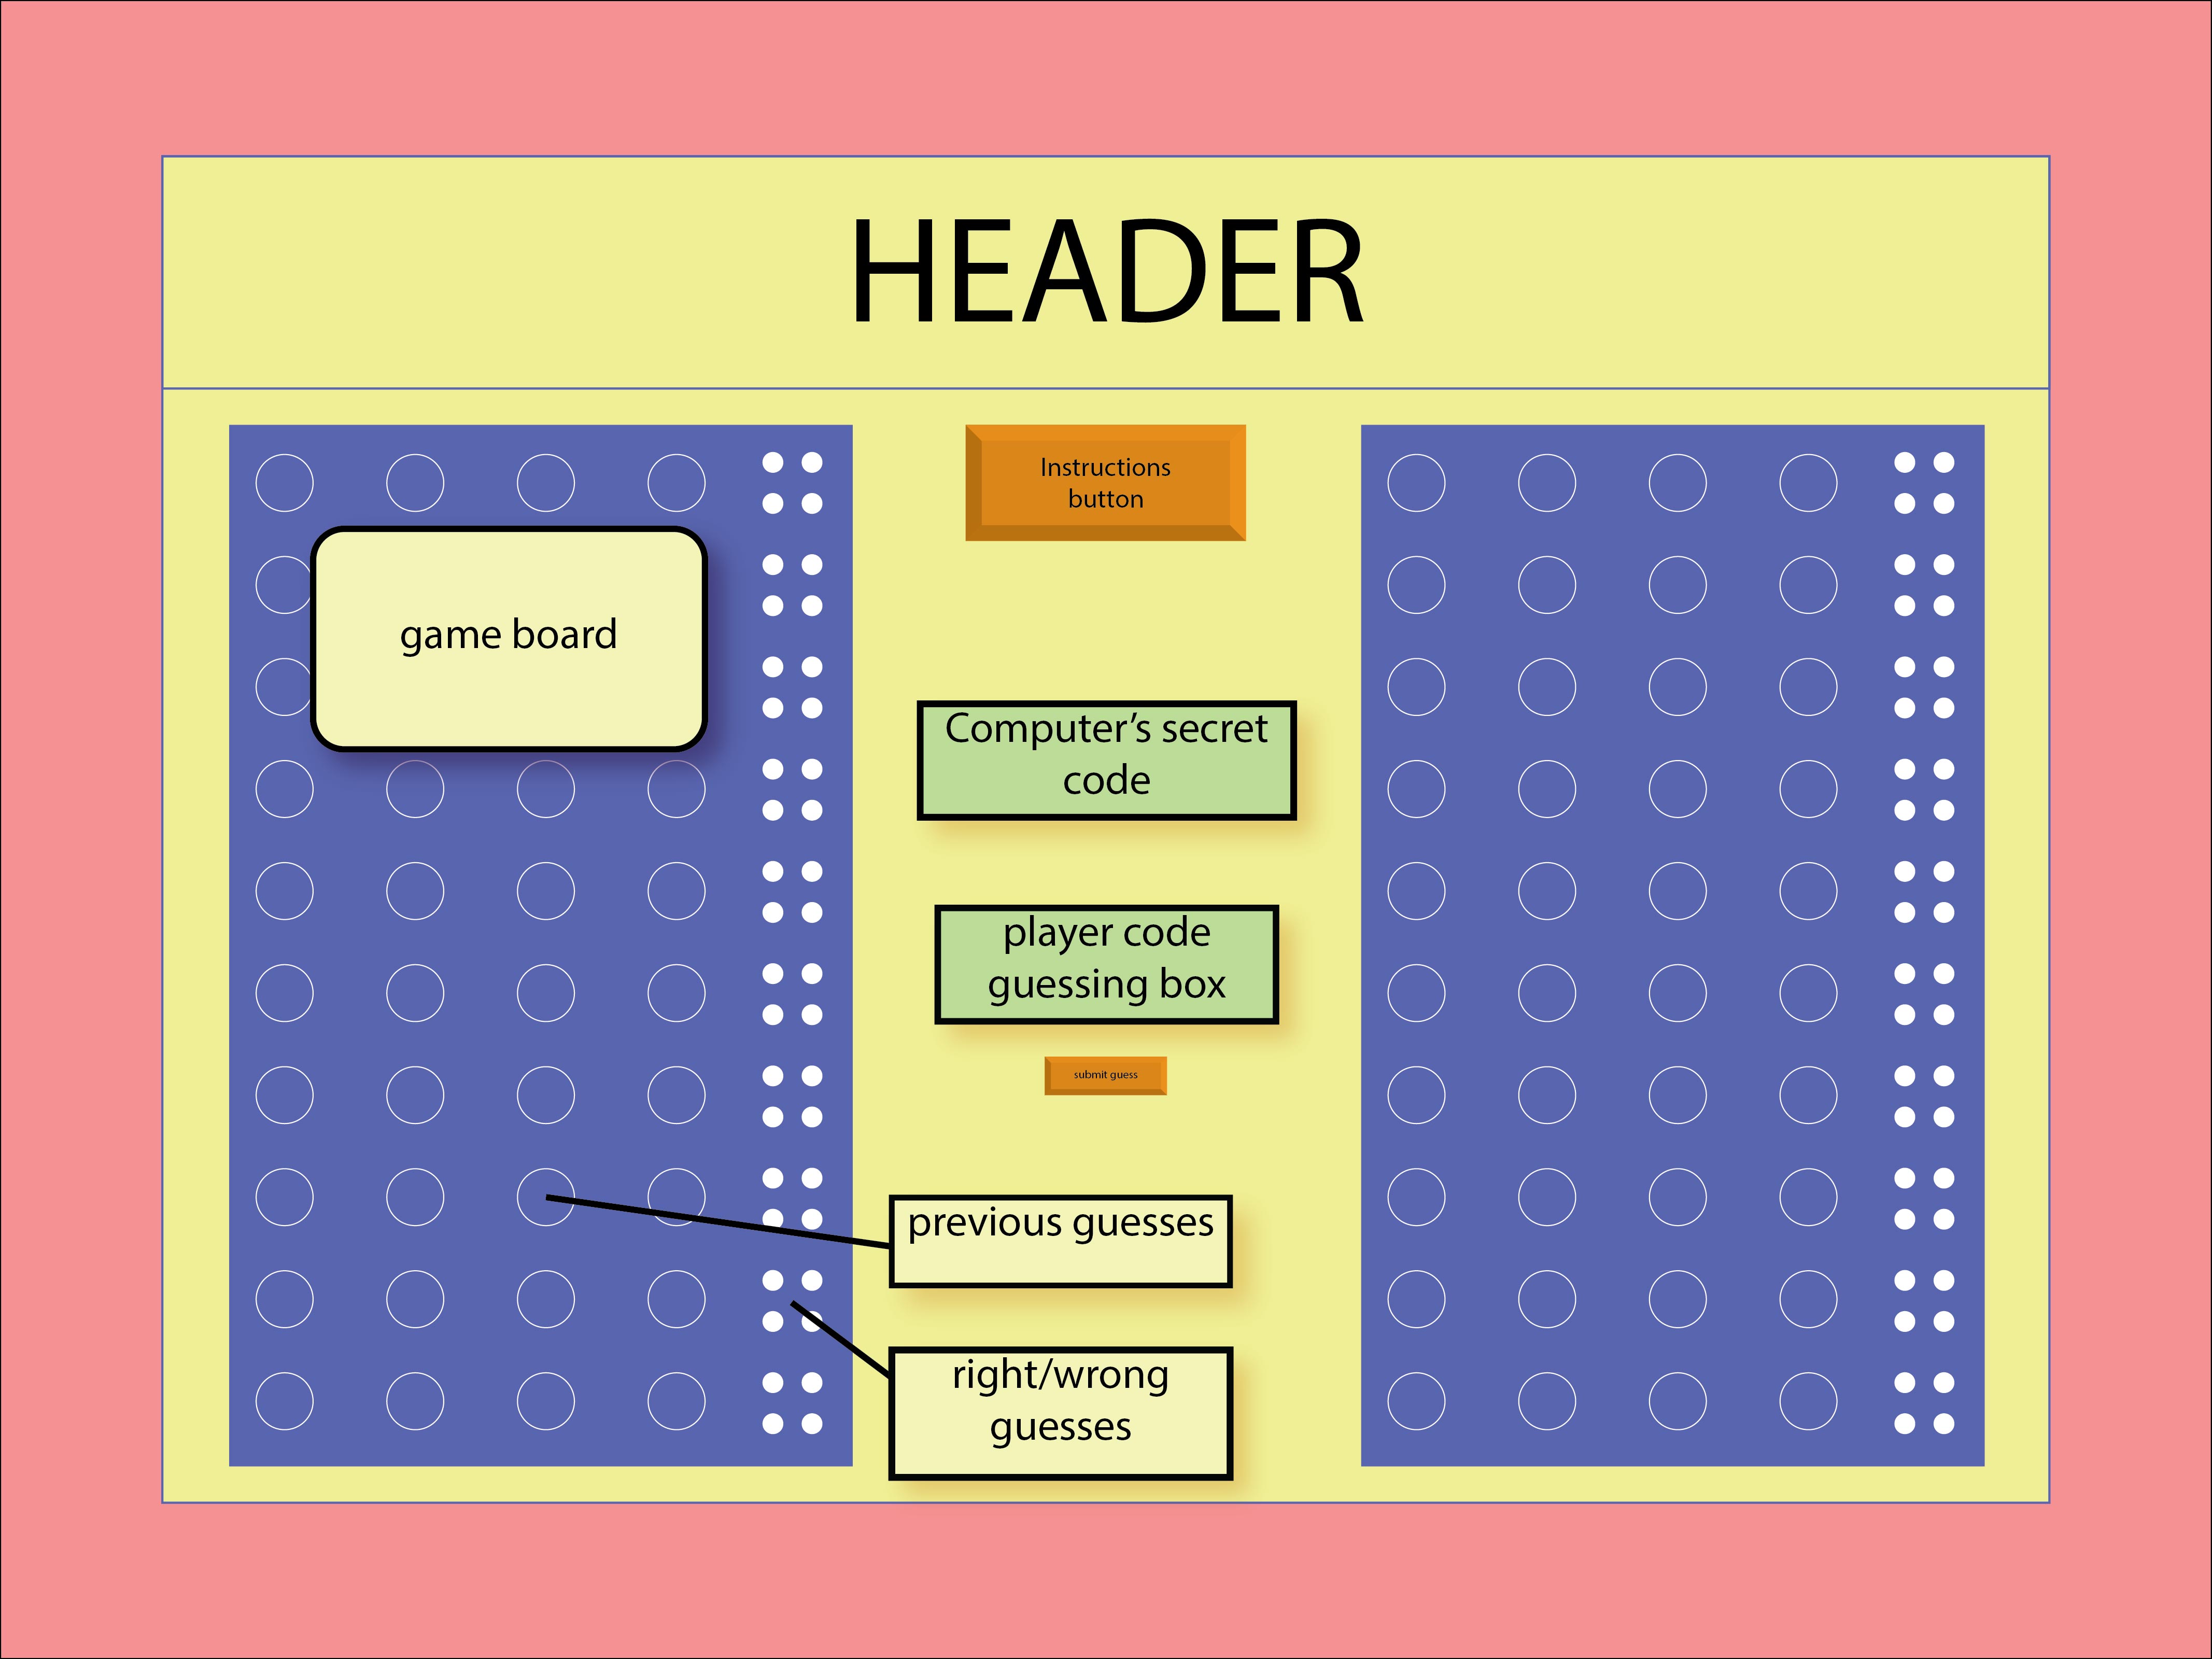 HEADER
Instructions
button
game board
Computer’s secret
code
player code
guessing box
submit guess
previous guesses
right/wrong
guesses